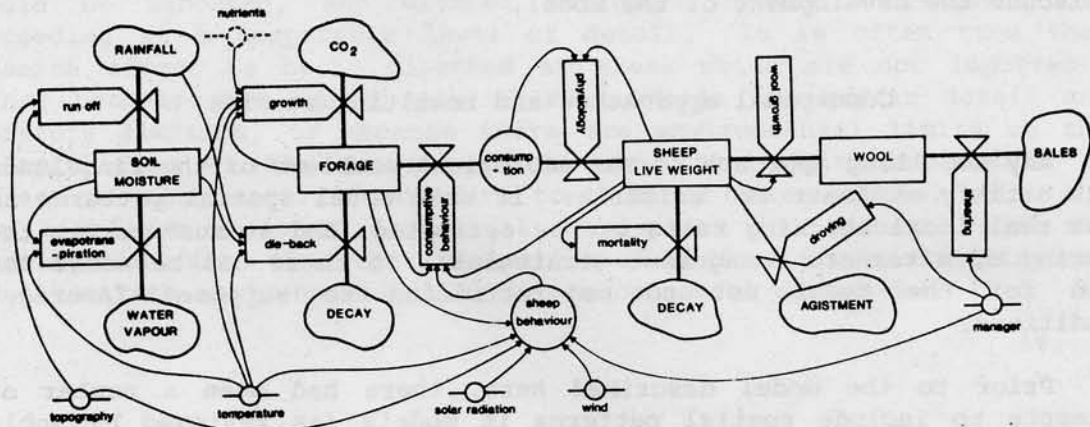 nutrients
RAINFALL
CO2
run off
growth
physiology
wool growth
SOIL
MOISTURE
FORAGE
consumptive
behaviour
consump
-tion
SHEEP
LIVE WEIGHT
WOOL
BALES
evapotrans
-piration
die-back
mortality
droving
shearing
WATER
VAPOUR
DECAY
sheep
behaviour
DECAY
AGISTMENT
manager
topography
temperature
solar radiation
wind